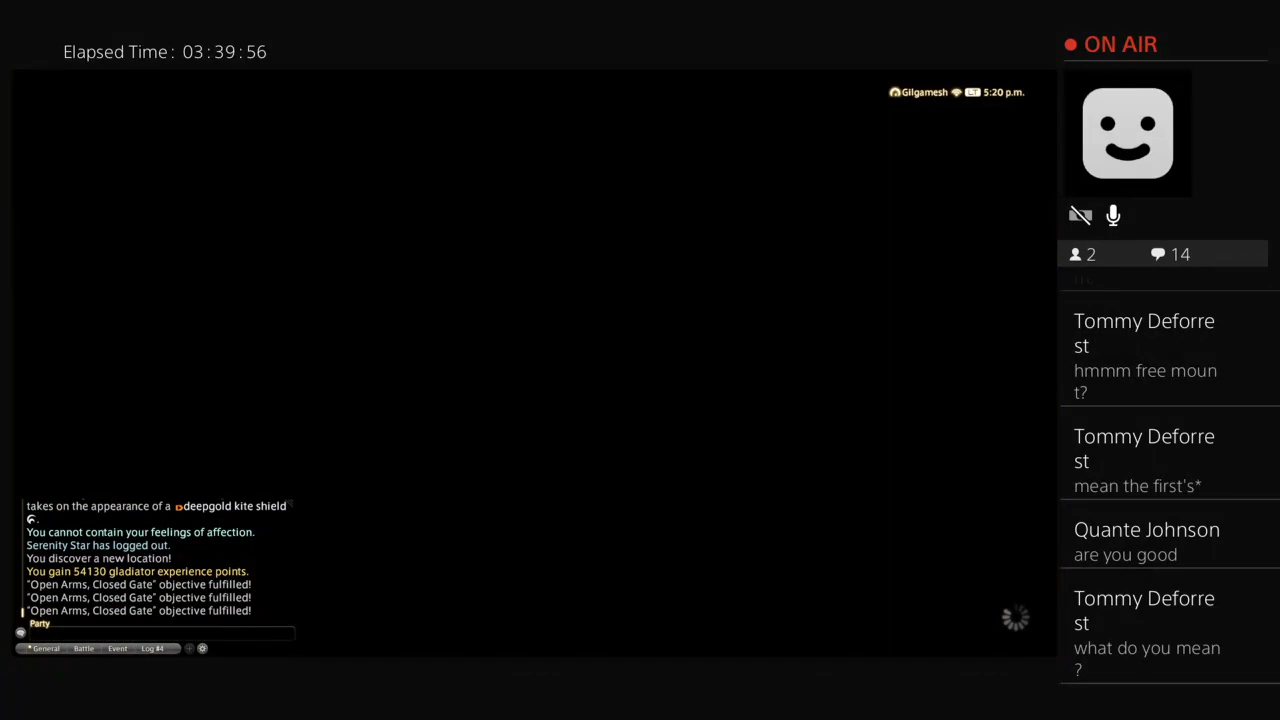 Elapsed Time: 03:39:56
ON AIR
Gilgamesh LT 5:20 p.m.
2 14
Tommy Deforre
st
hmmm free moun
t?
Tommy Deforre
st
mean the first's*
Quante Johnson
are you good
Tommy Deforre
st
what do you mean
?
takes on the appearance of a deepgold kite shield
.
You cannot contain your feelings of affection.
Serenity Star has logged out.
You discover a new location!
You gain 54130 gladiator experience points.
"Open Arms, Closed Gate" objective fulfilled!
"Open Arms, Closed Gate" objective fulfilled!
"Open Arms, Closed Gate" objective fulfilled!
Party
General Battle Event Log #4